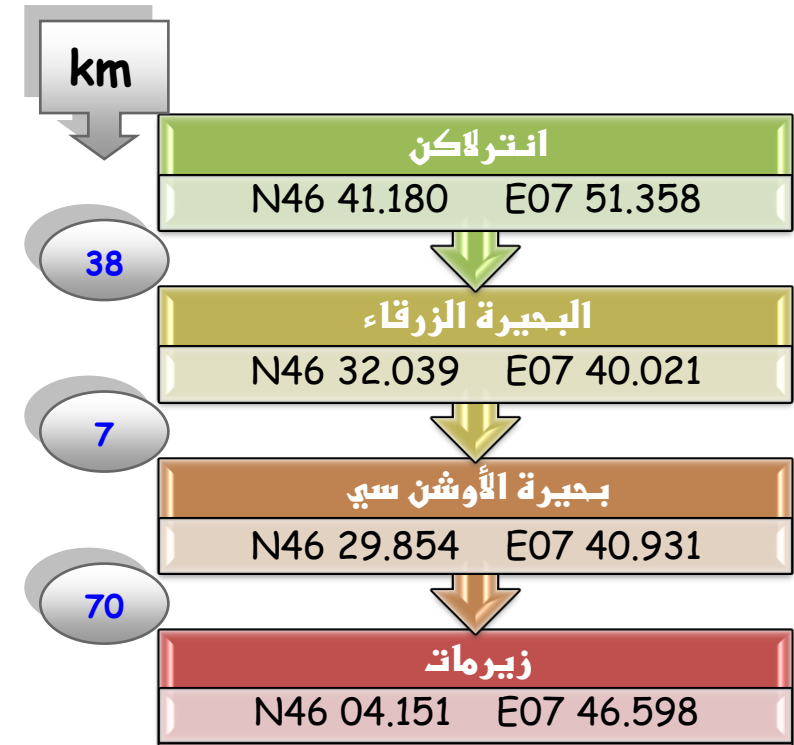 km
انترلاكن
N46 41.180 E07 51.358
38
البحيرة الزرقاء
N46 32.039 E07 40.021
7
بحيرة الأوشن سي
N46 29.854 E07 40.931
70
زيرمات
N46 04.151 E07 46.598